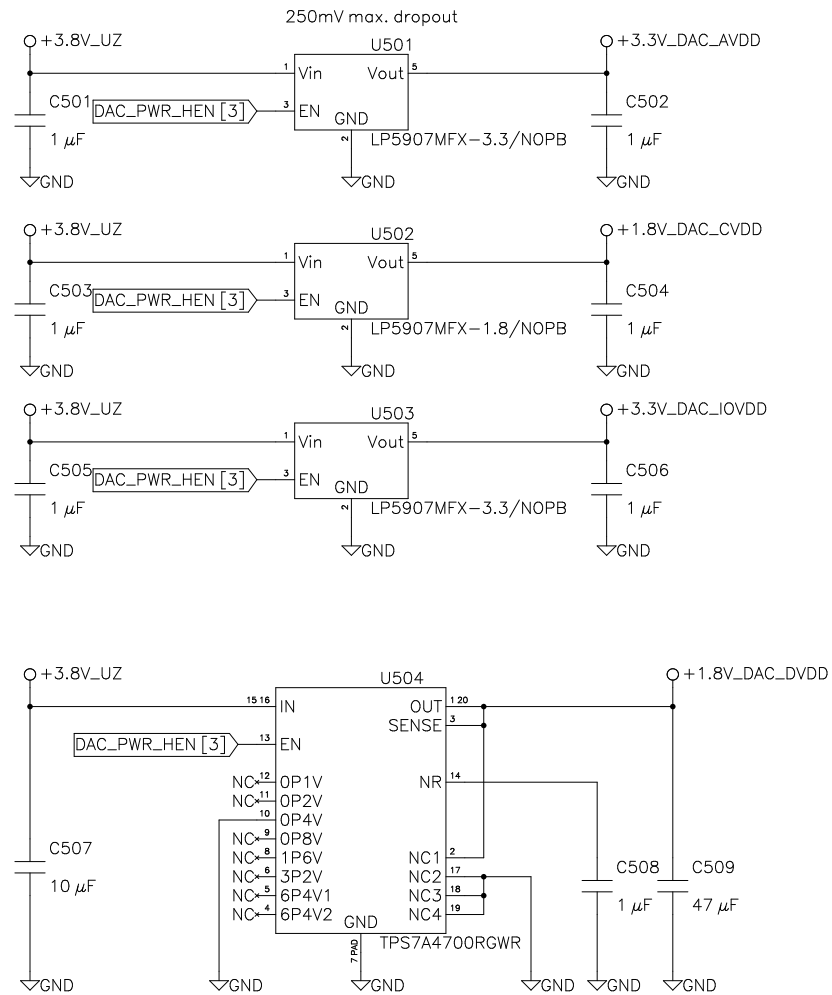 250mV max. dropout
+3.8V_UZ
U501
+3.3V_DAC_AVDD
1 Vin
Vout 5
C501
DAC_PWR_HEN [3]
3 EN
GND
2
C502
1 µF
LP5907MFX-3.3/NOPB
1 µF
GND
GND
GND
+3.8V_UZ
U502
+1.8V_DAC_CVDD
1 Vin
Vout 5
C503
DAC_PWR_HEN [3]
3 EN
GND
2
C504
1 µF
LP5907MFX-1.8/NOPB
1 µF
GND
GND
GND
+3.8V_UZ
U503
+3.3V_DAC_IOVDD
1 Vin
Vout 5
C505
DAC_PWR_HEN [3]
3 EN
GND
2
C506
1 µF
LP5907MFX-3.3/NOPB
1 µF
GND
GND
GND
+3.8V_UZ
U504
+1.8V_DAC_DVDD
15 16 IN
OUT 1 20
SENSE 3
DAC_PWR_HEN [3]
13 EN
NC 12 0P1V
NR 14
NC 11 0P2V
10 0P4V
NC 9 0P8V
NC 8 1P6V
NC1 2
NC 6 3P2V
NC2 17
NC 5 6P4V1
NC3 18
NC 4 6P4V2
NC4 19
GND
7 PAD
TPS7A4700RGWR
C507
10 µF
C508
1 µF
C509
47 µF
GND
GND
GND
GND
GND
GND